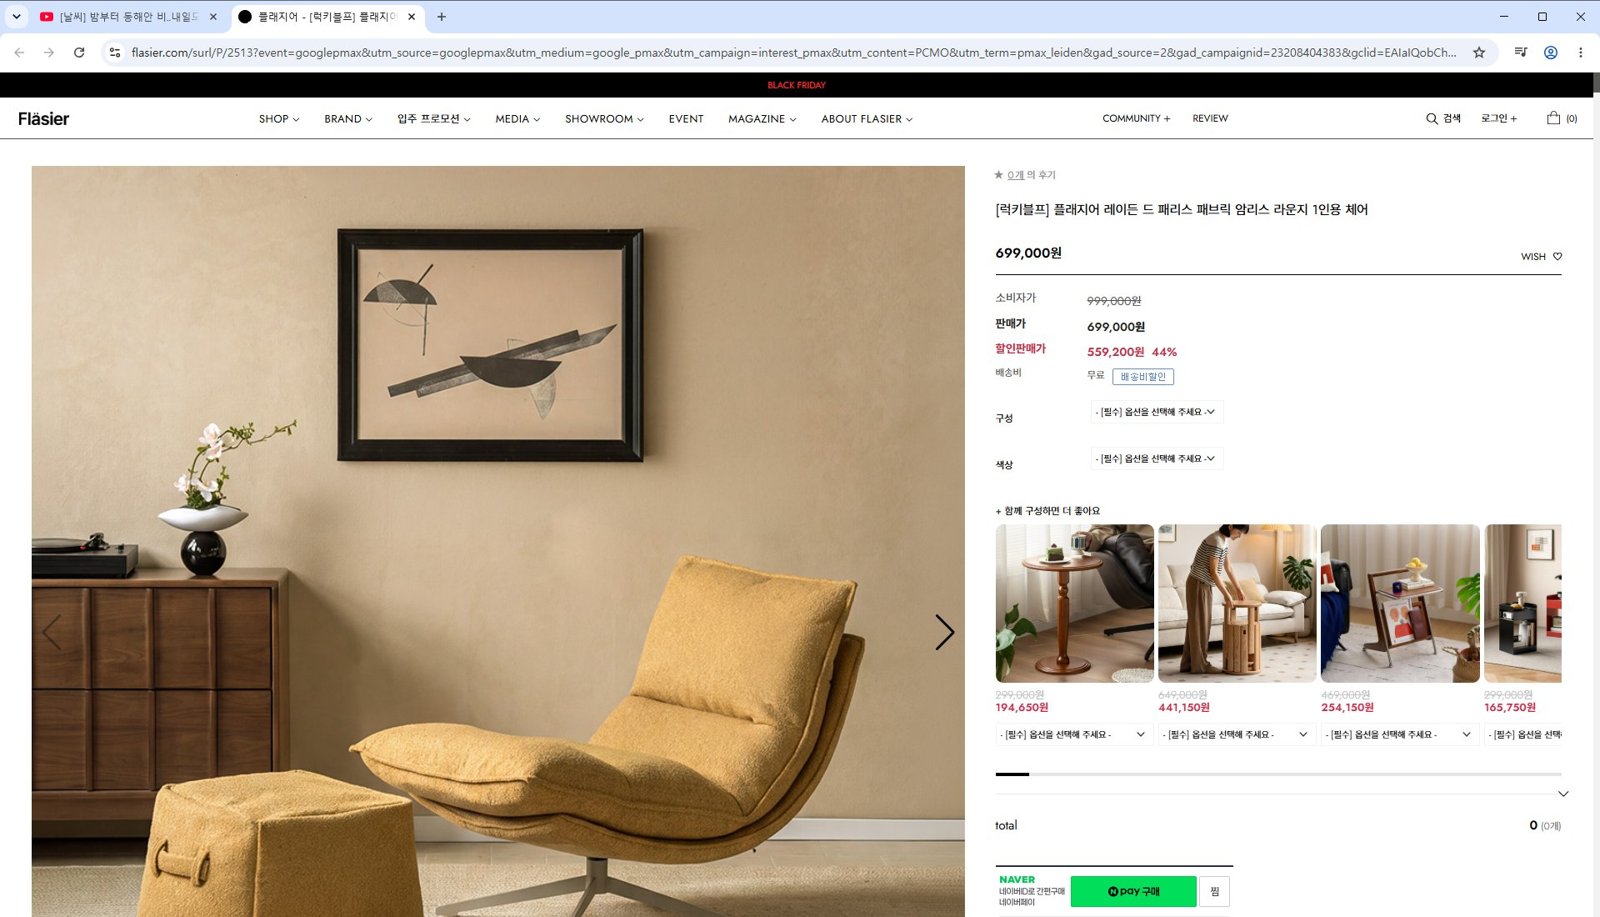 [날씨] 밤부터 동해안 비..내일도
플래지어 - [럭키블프] 플래지어
flasier.com/surl/P/2513?event=googlepmax&utm_source=googlepmax&utm_medium=google_pmax&utm_campaign=interest_pmax&utm_content=PCMO&utm_term=pmax_leiden&gad_source=2&gad_campaignid=23208404383&gclid=EAIaIQobCh...
BLACK FRIDAY
Fläsier
SHOP
BRAND
입주 프로모션
MEDIA
SHOWROOM
EVENT
MAGAZINE
ABOUT FLASIER
COMMUNITY +
REVIEW
검색
로그인 +
(0)
★ 0개 의 후기
[럭키블프] 플래지어 레이든 드 패리스 패브릭 암리스 라운지 1인용 체어
699,000원
WISH
소비자가 999,000원
판매가 699,000원
할인판매가 559,200원 44%
배송비 무료 배송비할인
구성 - [필수] 옵션을 선택해 주세요 -
색상 - [필수] 옵션을 선택해 주세요 -
+ 함께 구성하면 더 좋아요
299,000원 649,000원 469,000원 299,000원
194,650원 441,150원 254,150원 165,750원
- [필수] 옵션을 선택해 주세요 - - [필수] 옵션을 선택해 주세요 - - [필수] 옵션을 선택해 주세요 - - [필수] 옵션을 선택
total 0 (0개)
NAVER
네이버ID로 간편구매
네이버페이
N pay 구매
찜